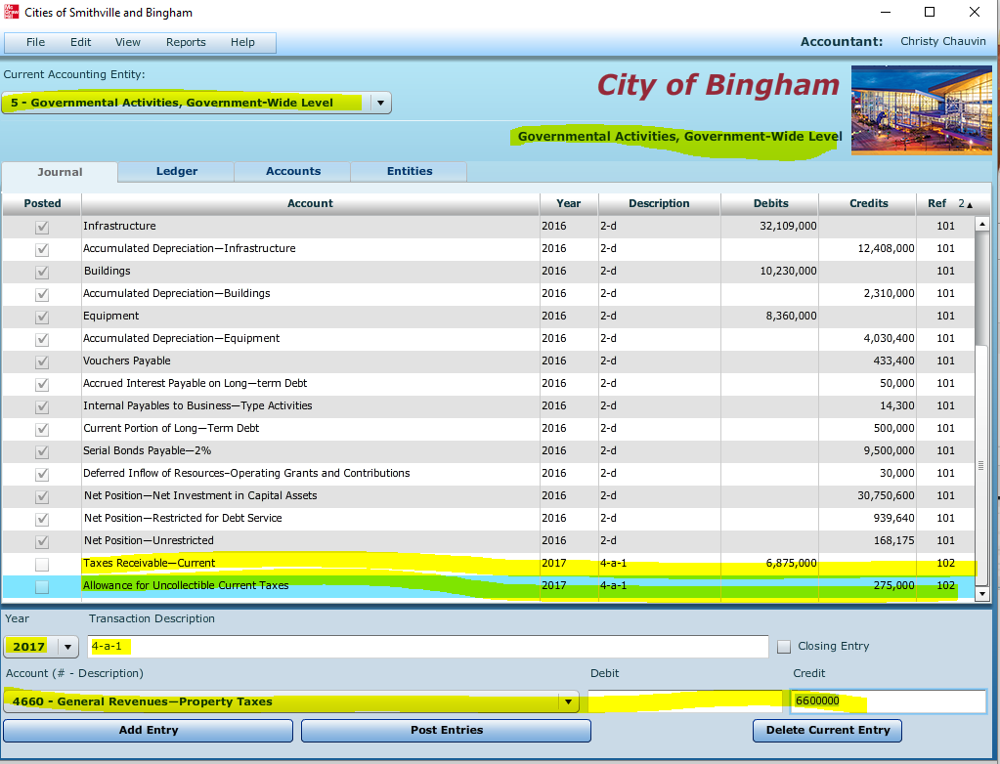 Mc Graw Hill Cities of Smithville and Bingham
File Edit View Reports Help Accountant: Christy Chauvin
Current Accounting Entity:
City of Bingham
5 - Governmental Activities, Government-Wide Level
Governmental Activities, Government-Wide Level
Journal Ledger Accounts Entities
Posted Account Year Description Debits Credits Ref 2▲
Infrastructure 2016 2-d 32,109,000 101
Accumulated Depreciation—Infrastructure 2016 2-d 12,408,000 101
Buildings 2016 2-d 10,230,000 101
Accumulated Depreciation—Buildings 2016 2-d 2,310,000 101
Equipment 2016 2-d 8,360,000 101
Accumulated Depreciation—Equipment 2016 2-d 4,030,400 101
Vouchers Payable 2016 2-d 433,400 101
Accrued Interest Payable on Long—term Debt 2016 2-d 50,000 101
Internal Payables to Business—Type Activities 2016 2-d 14,300 101
Current Portion of Long—Term Debt 2016 2-d 500,000 101
Serial Bonds Payable—2% 2016 2-d 9,500,000 101
Deferred Inflow of Resources–Operating Grants and Contributions 2016 2-d 30,000 101
Net Position—Net Investment in Capital Assets 2016 2-d 30,750,600 101
Net Position—Restricted for Debt Service 2016 2-d 939,640 101
Net Position—Unrestricted 2016 2-d 168,175 101
Taxes Receivable—Current 2017 4-a-1 6,875,000 102
Allowance for Uncollectible Current Taxes 2017 4-a-1 275,000 102
Year Transaction Description
2017 4-a-1 Closing Entry
Account (# - Description) Debit Credit
4660 - General Revenues—Property Taxes 6600000
Add Entry Post Entries Delete Current Entry